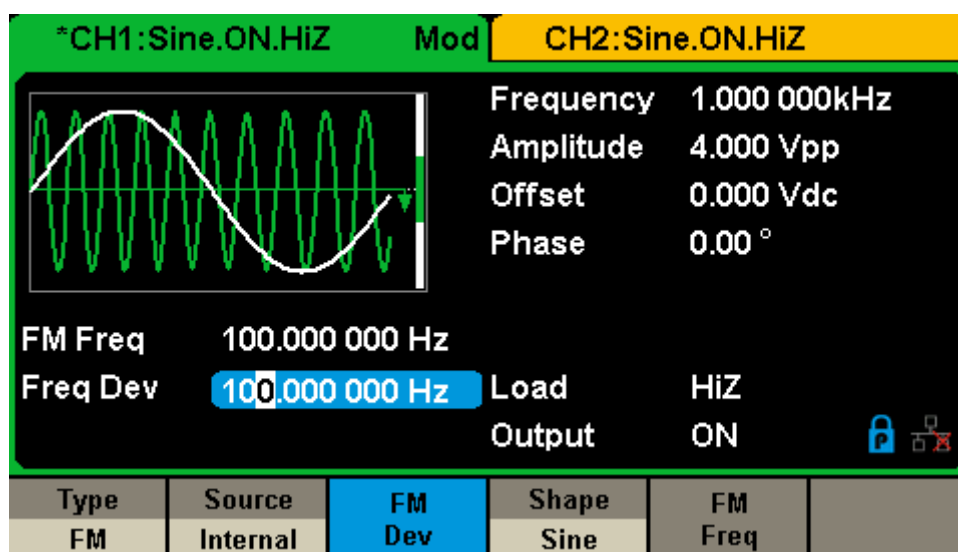 *CH1:Sine.ON.HiZ Mod CH2:Sine.ON.HiZ
Frequency 1.000 000kHz
Amplitude 4.000 Vpp
Offset 0.000 Vdc
Phase 0.00 °
FM Freq 100.000 000 Hz
Freq Dev 100.000 000 Hz Load HiZ
Output ON P
Type Source FM Shape FM
FM Internal Dev Sine Freq